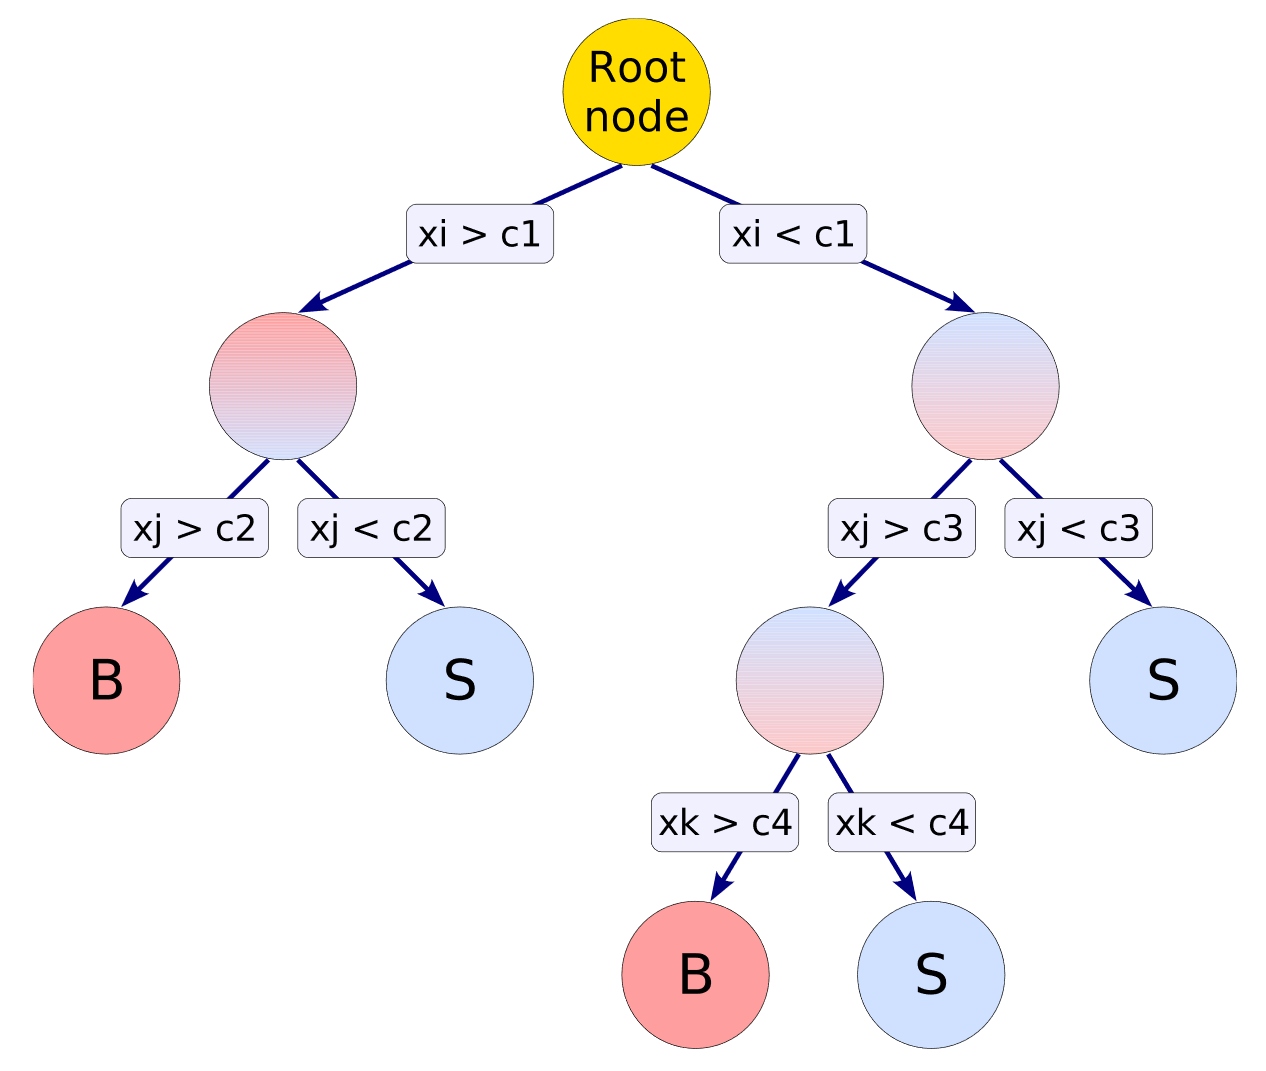 Root
node
xi > c1
xi < c1
xj > c2
xj < c2
xj > c3
xj < c3
B
S
S
xk > c4
xk < c4
B
S